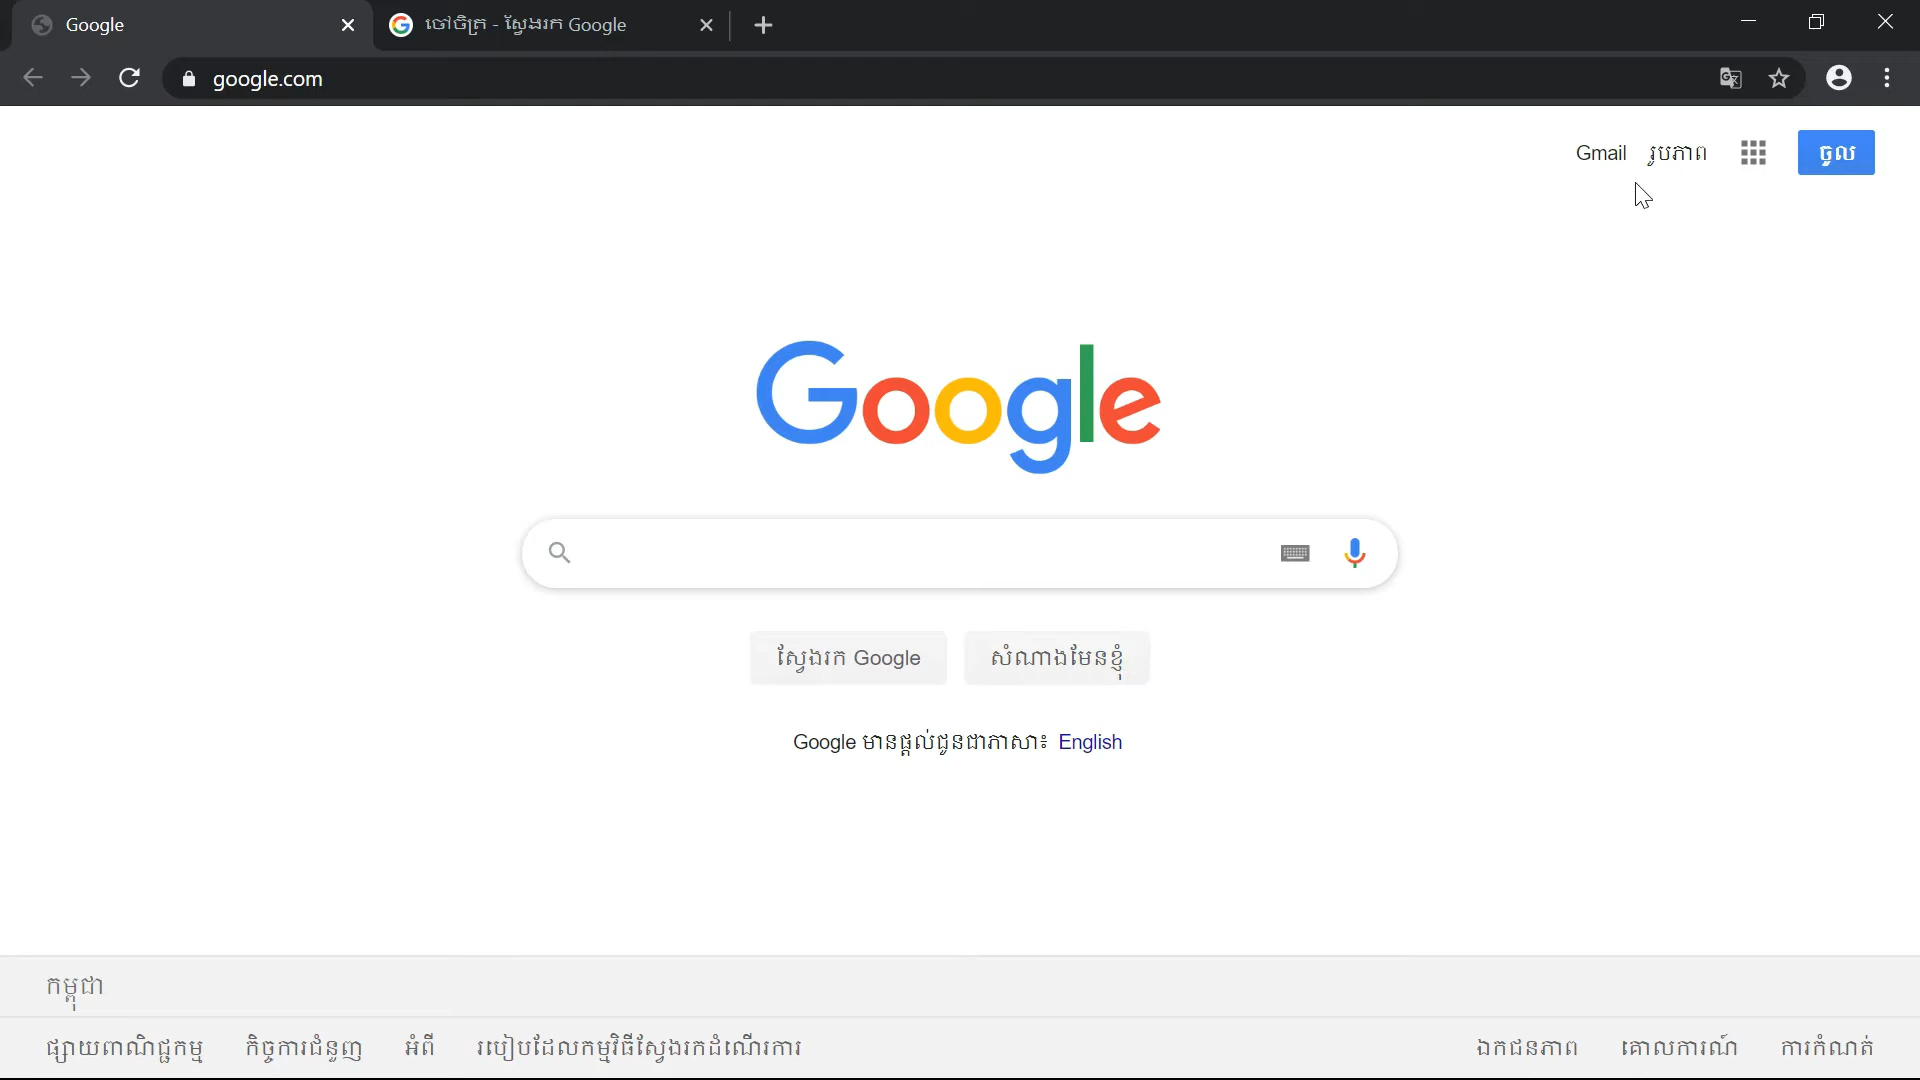 Google
ចៅចិត្រ - ស្វែងរក Google
google.com
Gmail រូបភាព ចូល
Google
ស្វែងរក Google សំណាងមែនខ្ញុំ
Google មានផ្ដល់ជូនជាភាសា៖ English
កម្ពុជា
ផ្សាយពាណិជ្ជកម្ម កិច្ចការជំនួញ អំពី របៀបដែលកម្មវិធីស្វែងរកដំណើរការ ឯកជនភាព គោលការណ៍ ការកំណត់